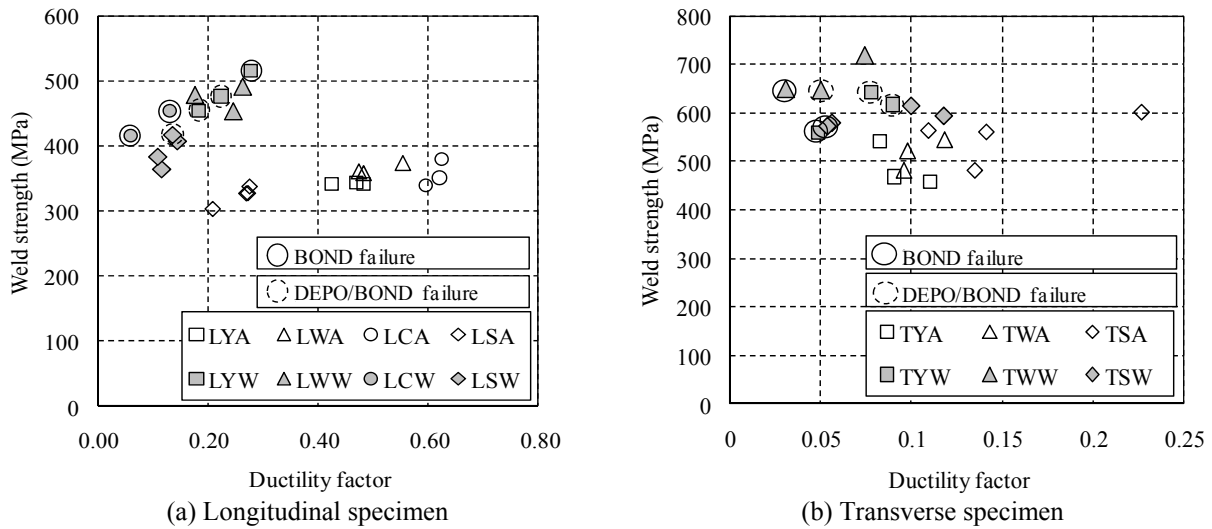 600
500
400
300
200
100
0
Weld strength (MPa)
BOND failure
DEPO/BOND failure
LYA LWA LCA LSA
LYW LWW LCW LSW
0.00 0.20 0.40 0.60 0.80
Ductility factor
(a) Longitudinal specimen
800
700
600
500
400
300
200
100
0
Weld strength (MPa)
BOND failure
DEPO/BOND failure
TYA TWA TSA
TYW TWW TSW
0 0.05 0.1 0.15 0.2 0.25
Ductility factor
(b) Transverse specimen